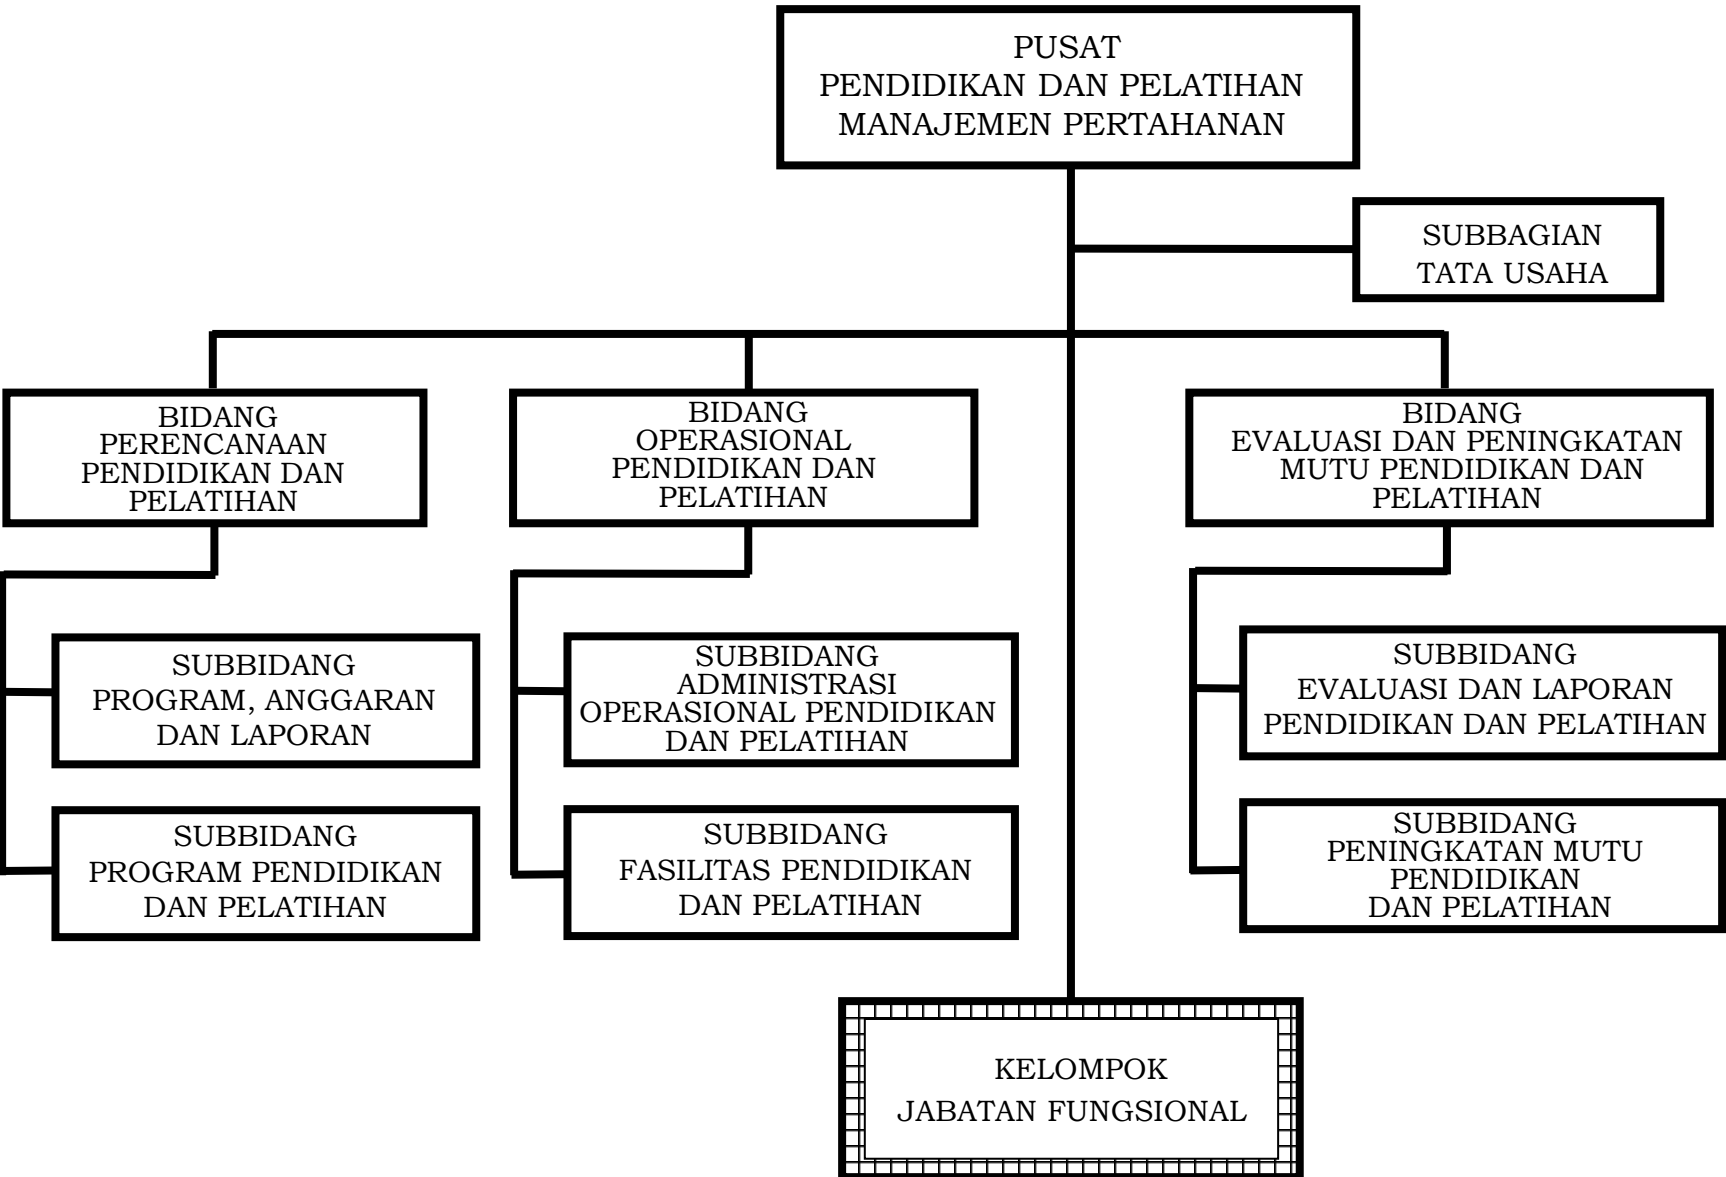 PUSAT
PENDIDIKAN DAN PELATIHAN
MANAJEMEN PERTAHANAN
SUBBAGIAN
TATA USAHA
BIDANG
PERENCANAAN
PENDIDIKAN DAN
PELATIHAN
BIDANG
OPERASIONAL
PENDIDIKAN DAN
PELATIHAN
BIDANG
EVALUASI DAN PENINGKATAN
MUTU PENDIDIKAN DAN
PELATIHAN
SUBBIDANG
PROGRAM, ANGGARAN
DAN LAPORAN
SUBBIDANG
ADMINISTRASI
OPERASIONAL PENDIDIKAN
DAN PELATIHAN
SUBBIDANG
EVALUASI DAN LAPORAN
PENDIDIKAN DAN PELATIHAN
SUBBIDANG
PROGRAM PENDIDIKAN
DAN PELATIHAN
SUBBIDANG
FASILITAS PENDIDIKAN
DAN PELATIHAN
SUBBIDANG
PENINGKATAN MUTU
PENDIDIKAN
DAN PELATIHAN
KELOMPOK
JABATAN FUNGSIONAL